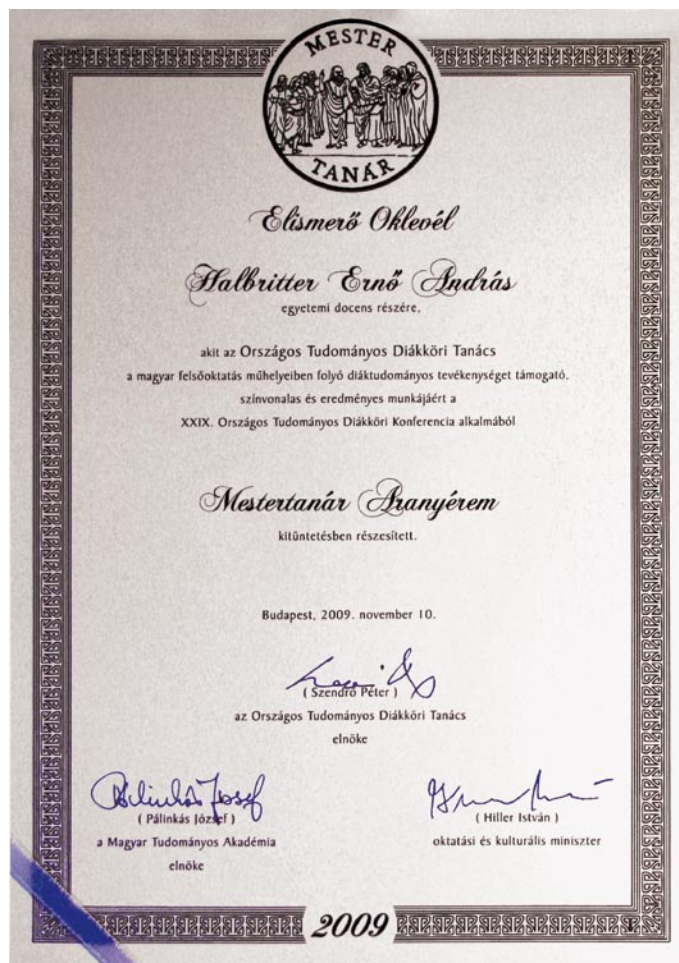 MESTER
TANÁR
Elismerő Oklevél
Halbritter Ernő András
egyetemi docens részére,
akit az Országos Tudományos Diákköri Tanács
a magyar felsőoktatás műhelyeiben folyó diáktudományos tevékenységet támogató,
színvonalas és eredményes munkájáért a
XXIX. Országos Tudományos Diákköri Konferencia alkalmából
Mestertanár Aranyérem
kitüntetésben részesített.
Budapest, 2009. november 10.
( Szendrő Péter )
az Országos Tudományos Diákköri Tanács
elnöke
Pálinkás József
( Pálinkás József )
a Magyar Tudományos Akadémia
elnöke
( Hiller István )
oktatási és kulturális miniszter
2009